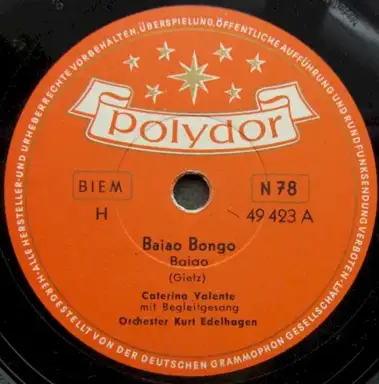 ALLE HERSTELLER- UND URHEBERRECHTE VORBEHALTEN. ÜBERSPIELUNG, ÖFFENTLICHE AUFFÜHRUNG UND RUNDFUNKSENDUNG VERBOTEN
polydor
BIEM
N 78
H
49 423 A
Baiao Bongo
Baiao
(Gietz)
Caterina Valente
mit Begleitgesang
Orchester Kurt Edelhagen
HERGESTELLT VON DER DEUTSCHEN GRAMMOPHON GESELLSCHAFT